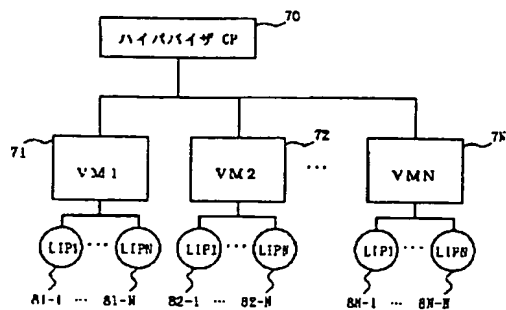 70
ハイパバイザ CP
71
72
7N
VM1
VM2
...
VMN
LIP1 ... LIPN
LIP1 ... LIPN
LIP1 ... LIPN
81-1 ... 81-N
82-1 ... 82-N
8N-1 ... 8N-N